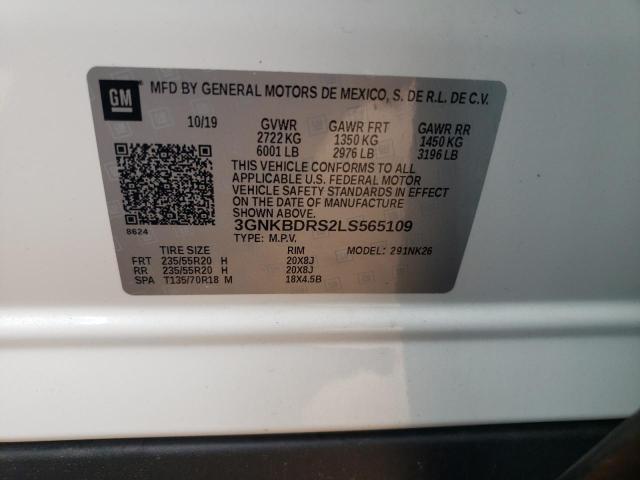 GM
MFD BY GENERAL MOTORS DE MEXICO, S. DE R.L. DE C.V.
10/19 GVWR GAWR FRT GAWR RR
2722 KG 1350 KG 1450 KG
6001 LB 2976 LB 3196 LB
THIS VEHICLE CONFORMS TO ALL
APPLICABLE U.S. FEDERAL MOTOR
VEHICLE SAFETY STANDARDS IN EFFECT
ON THE DATE OF MANUFACTURE
SHOWN ABOVE.
8624
3GNKBDRS2LS565109
TYPE: M.P.V. MODEL: 291NK26
TIRE SIZE RIM
FRT 235/55R20 H 20X8J
RR 235/55R20 H 20X8J
SPA T135/70R18 M 18X4.5B